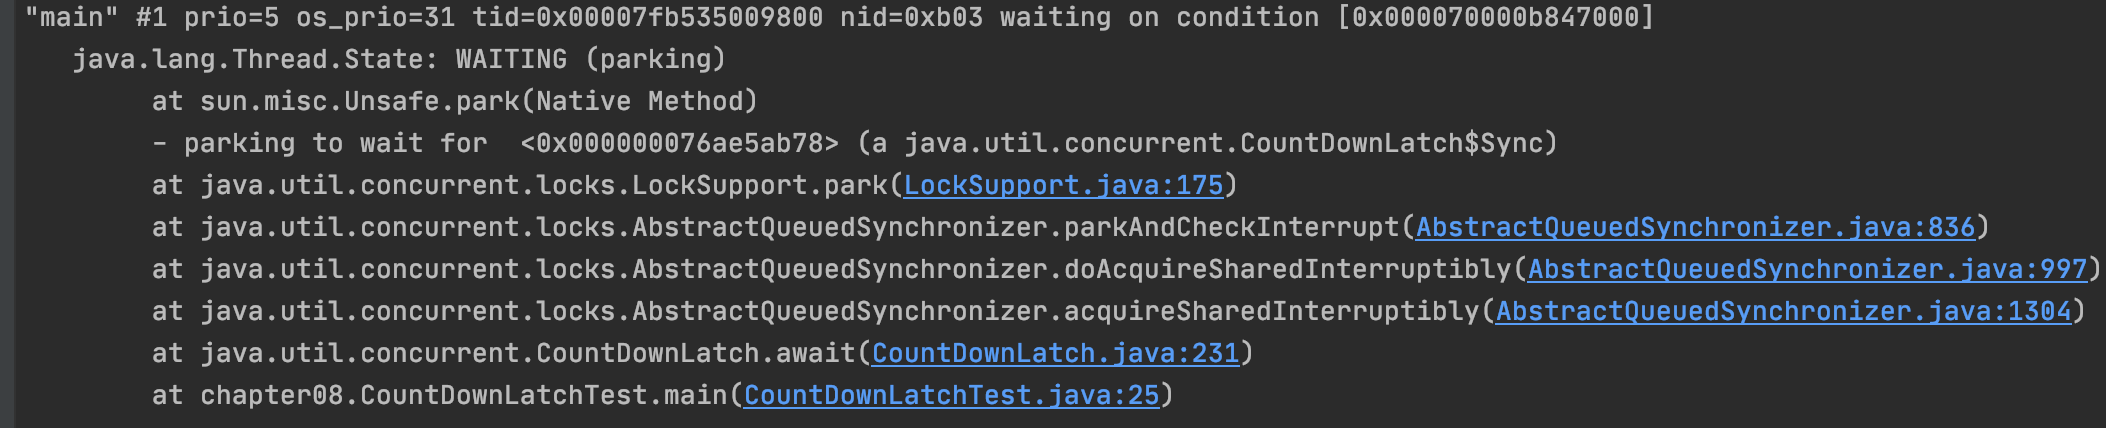 "main" #1 prio=5 os_prio=31 tid=0x00007fb535009800 nid=0xb03 waiting on condition [0x000070000b847000]
   java.lang.Thread.State: WAITING (parking)
        at sun.misc.Unsafe.park(Native Method)
        - parking to wait for  <0x000000076ae5ab78> (a java.util.concurrent.CountDownLatch$Sync)
        at java.util.concurrent.locks.LockSupport.park(LockSupport.java:175)
        at java.util.concurrent.locks.AbstractQueuedSynchronizer.parkAndCheckInterrupt(AbstractQueuedSynchronizer.java:836)
        at java.util.concurrent.locks.AbstractQueuedSynchronizer.doAcquireSharedInterruptibly(AbstractQueuedSynchronizer.java:997)
        at java.util.concurrent.locks.AbstractQueuedSynchronizer.acquireSharedInterruptibly(AbstractQueuedSynchronizer.java:1304)
        at java.util.concurrent.CountDownLatch.await(CountDownLatch.java:231)
        at chapter08.CountDownLatchTest.main(CountDownLatchTest.java:25)